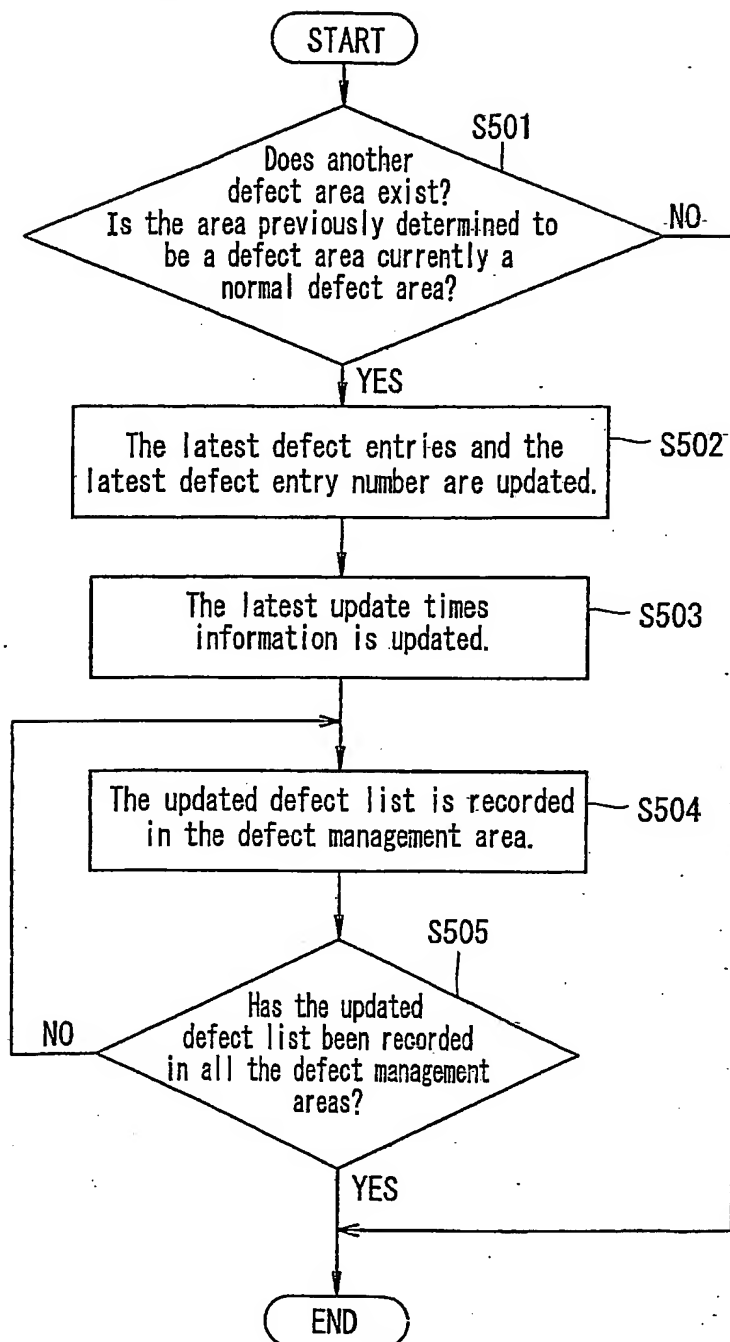 START
S501
Does another
defect area exist?
Is the area previously determined to
be a defect area currently a
normal defect area?
NO
YES
The latest defect entries and the
latest defect entry number are updated.
S502
The latest update times
information is updated.
S503
The updated defect list is recorded
in the defect management area.
S504
S505
Has the updated
defect list been recorded
in all the defect management
areas?
NO
YES
END